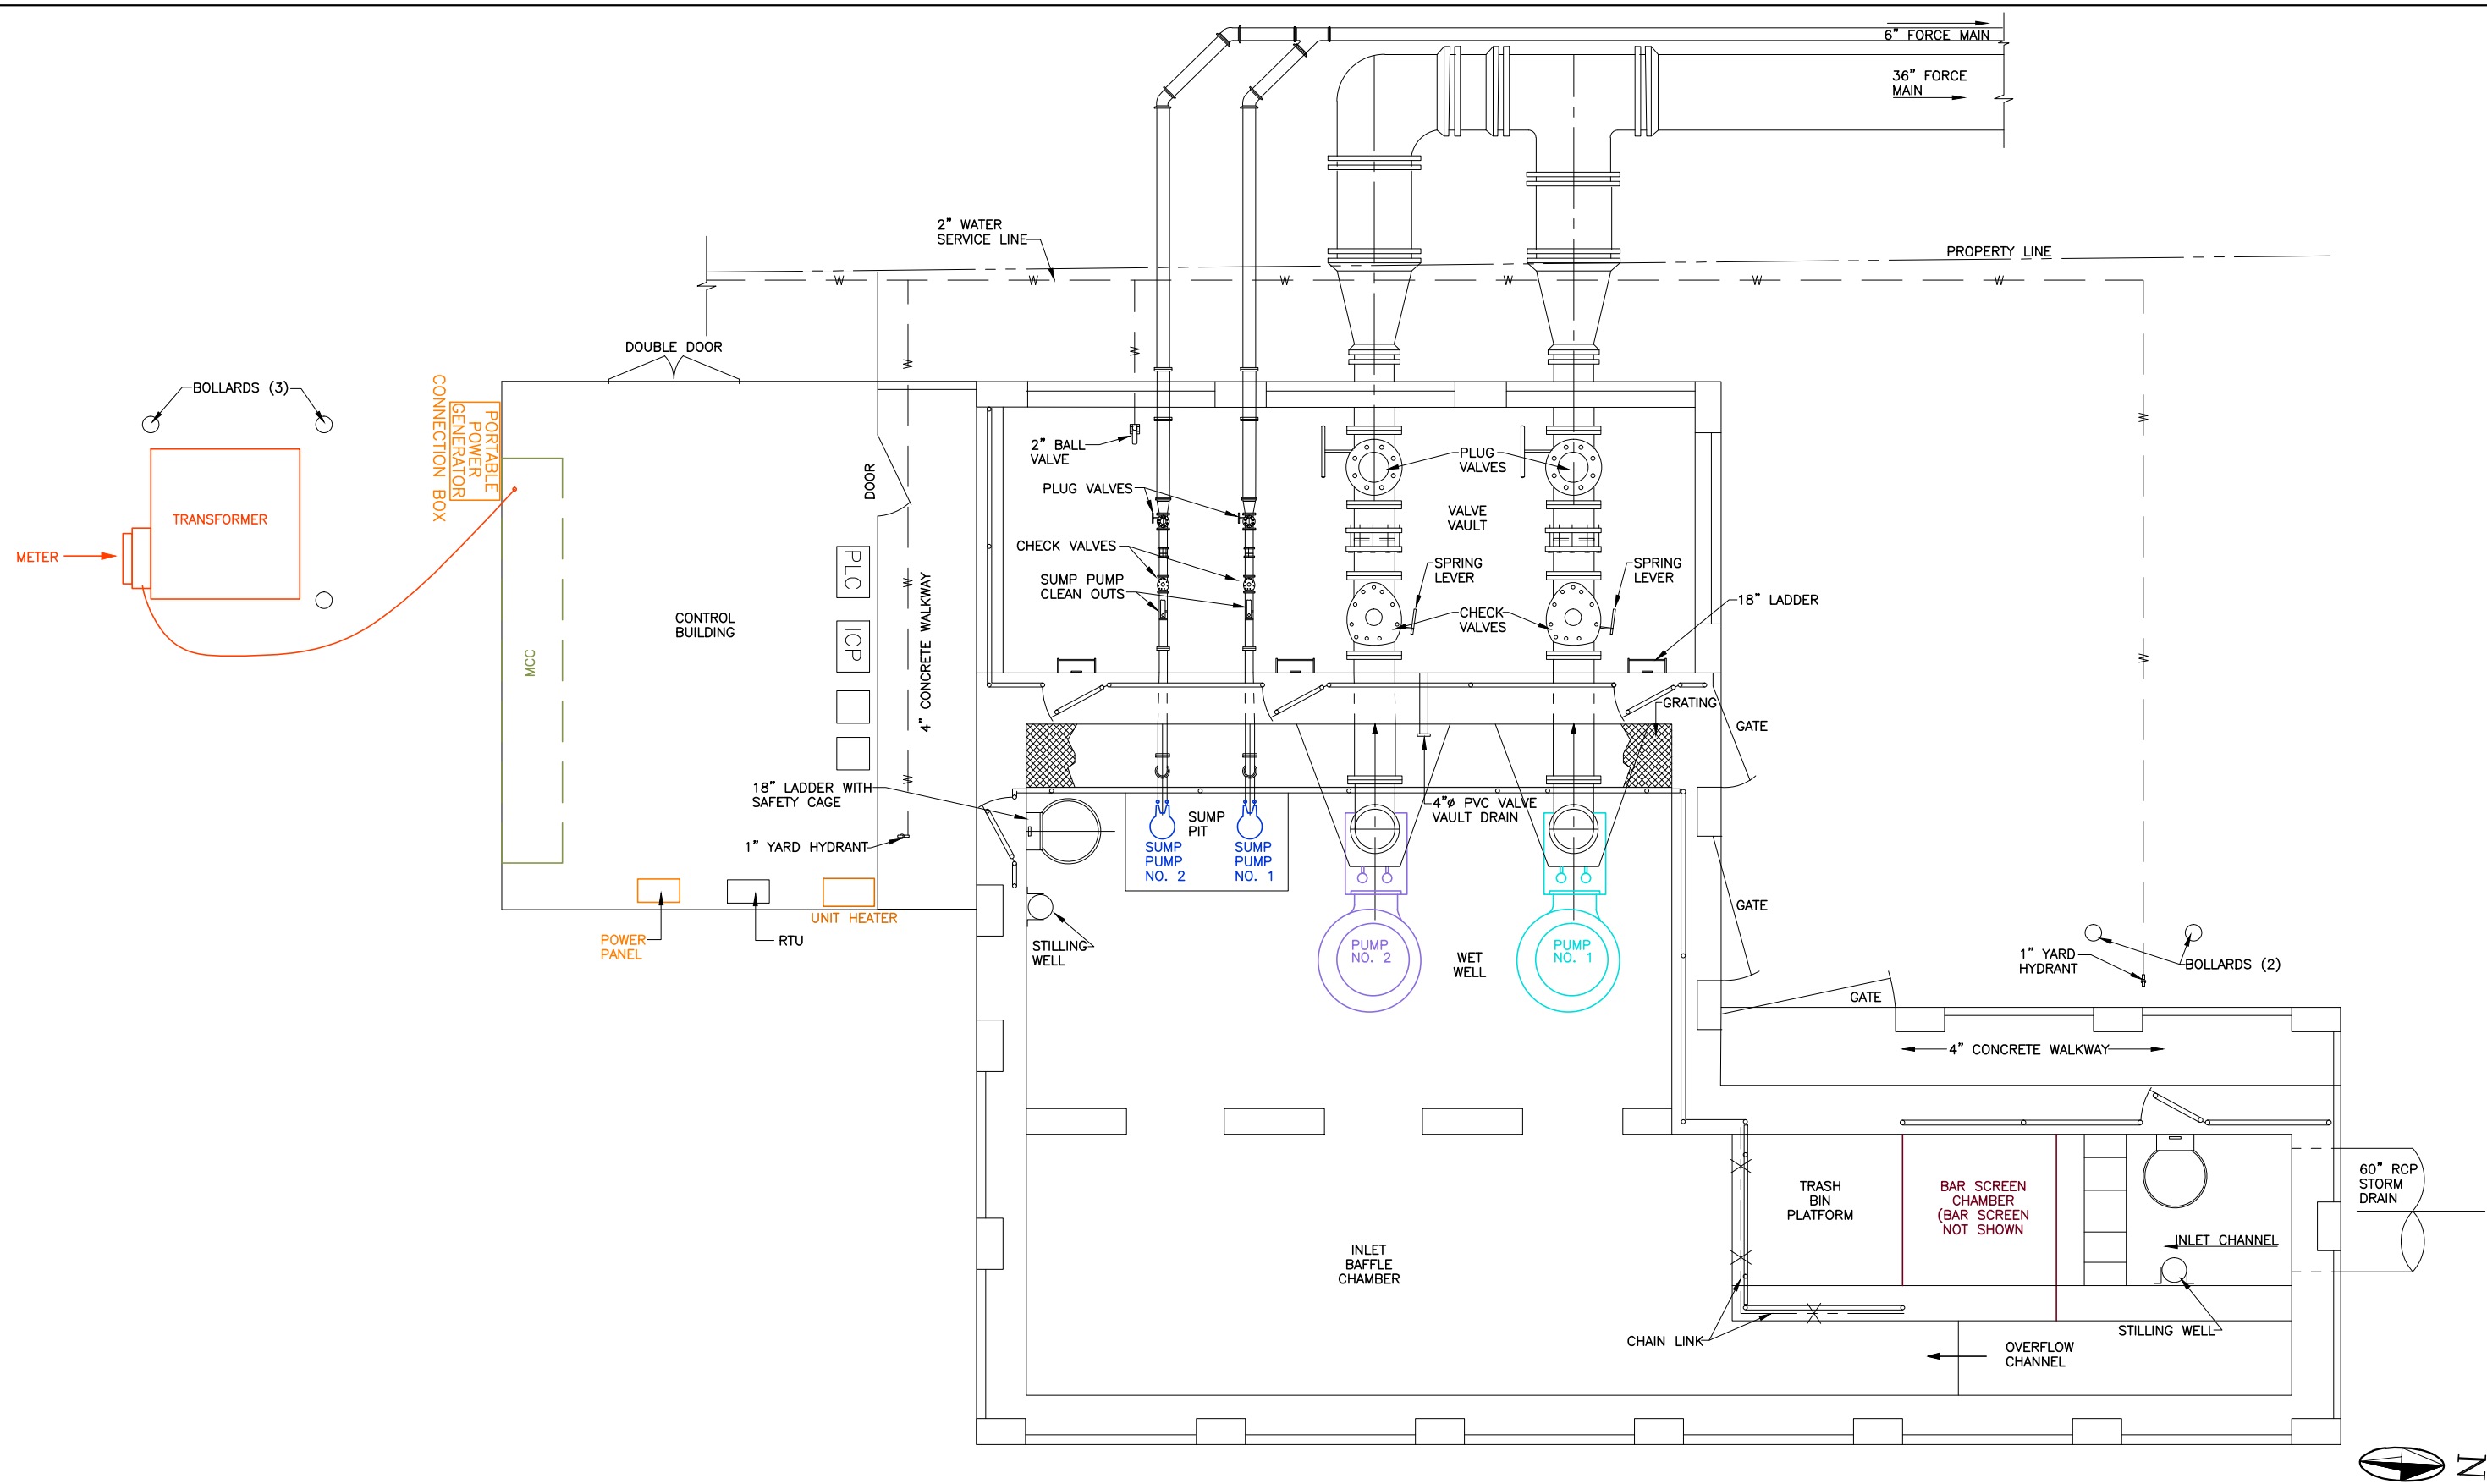 6" FORCE MAIN
36" FORCE
MAIN
2" WATER
SERVICE LINE
PROPERTY LINE
W
W
W
W
W
W
W
W
W
W
W
W
W
DOUBLE DOOR
BOLLARDS (3)
PORTABLE
POWER
GENERATOR
CONNECTION BOX
TRANSFORMER
METER
MCC
CONTROL
BUILDING
DOOR
PLC
ICP
4" CONCRETE WALKWAY
2" BALL
VALVE
PLUG VALVES
CHECK VALVES
SUMP PUMP
CLEAN OUTS
PLUG
VALVES
VALVE
VAULT
SPRING
LEVER
SPRING
LEVER
CHECK
VALVES
18" LADDER
GRATING
GATE
18" LADDER WITH
SAFETY CAGE
1" YARD HYDRANT
SUMP
PIT
SUMP
PUMP
NO. 2
SUMP
PUMP
NO. 1
4"ø PVC VALVE
VAULT DRAIN
GATE
UNIT HEATER
POWER
PANEL
RTU
STILLING
WELL
PUMP
NO. 2
WET
WELL
PUMP
NO. 1
GATE
1" YARD
HYDRANT
BOLLARDS (2)
4" CONCRETE WALKWAY
TRASH
BIN
PLATFORM
BAR SCREEN
CHAMBER
(BAR SCREEN
NOT SHOWN
60" RCP
STORM
DRAIN
INLET CHANNEL
INLET
BAFFLE
CHAMBER
CHAIN LINK
STILLING WELL
OVERFLOW
CHANNEL
N